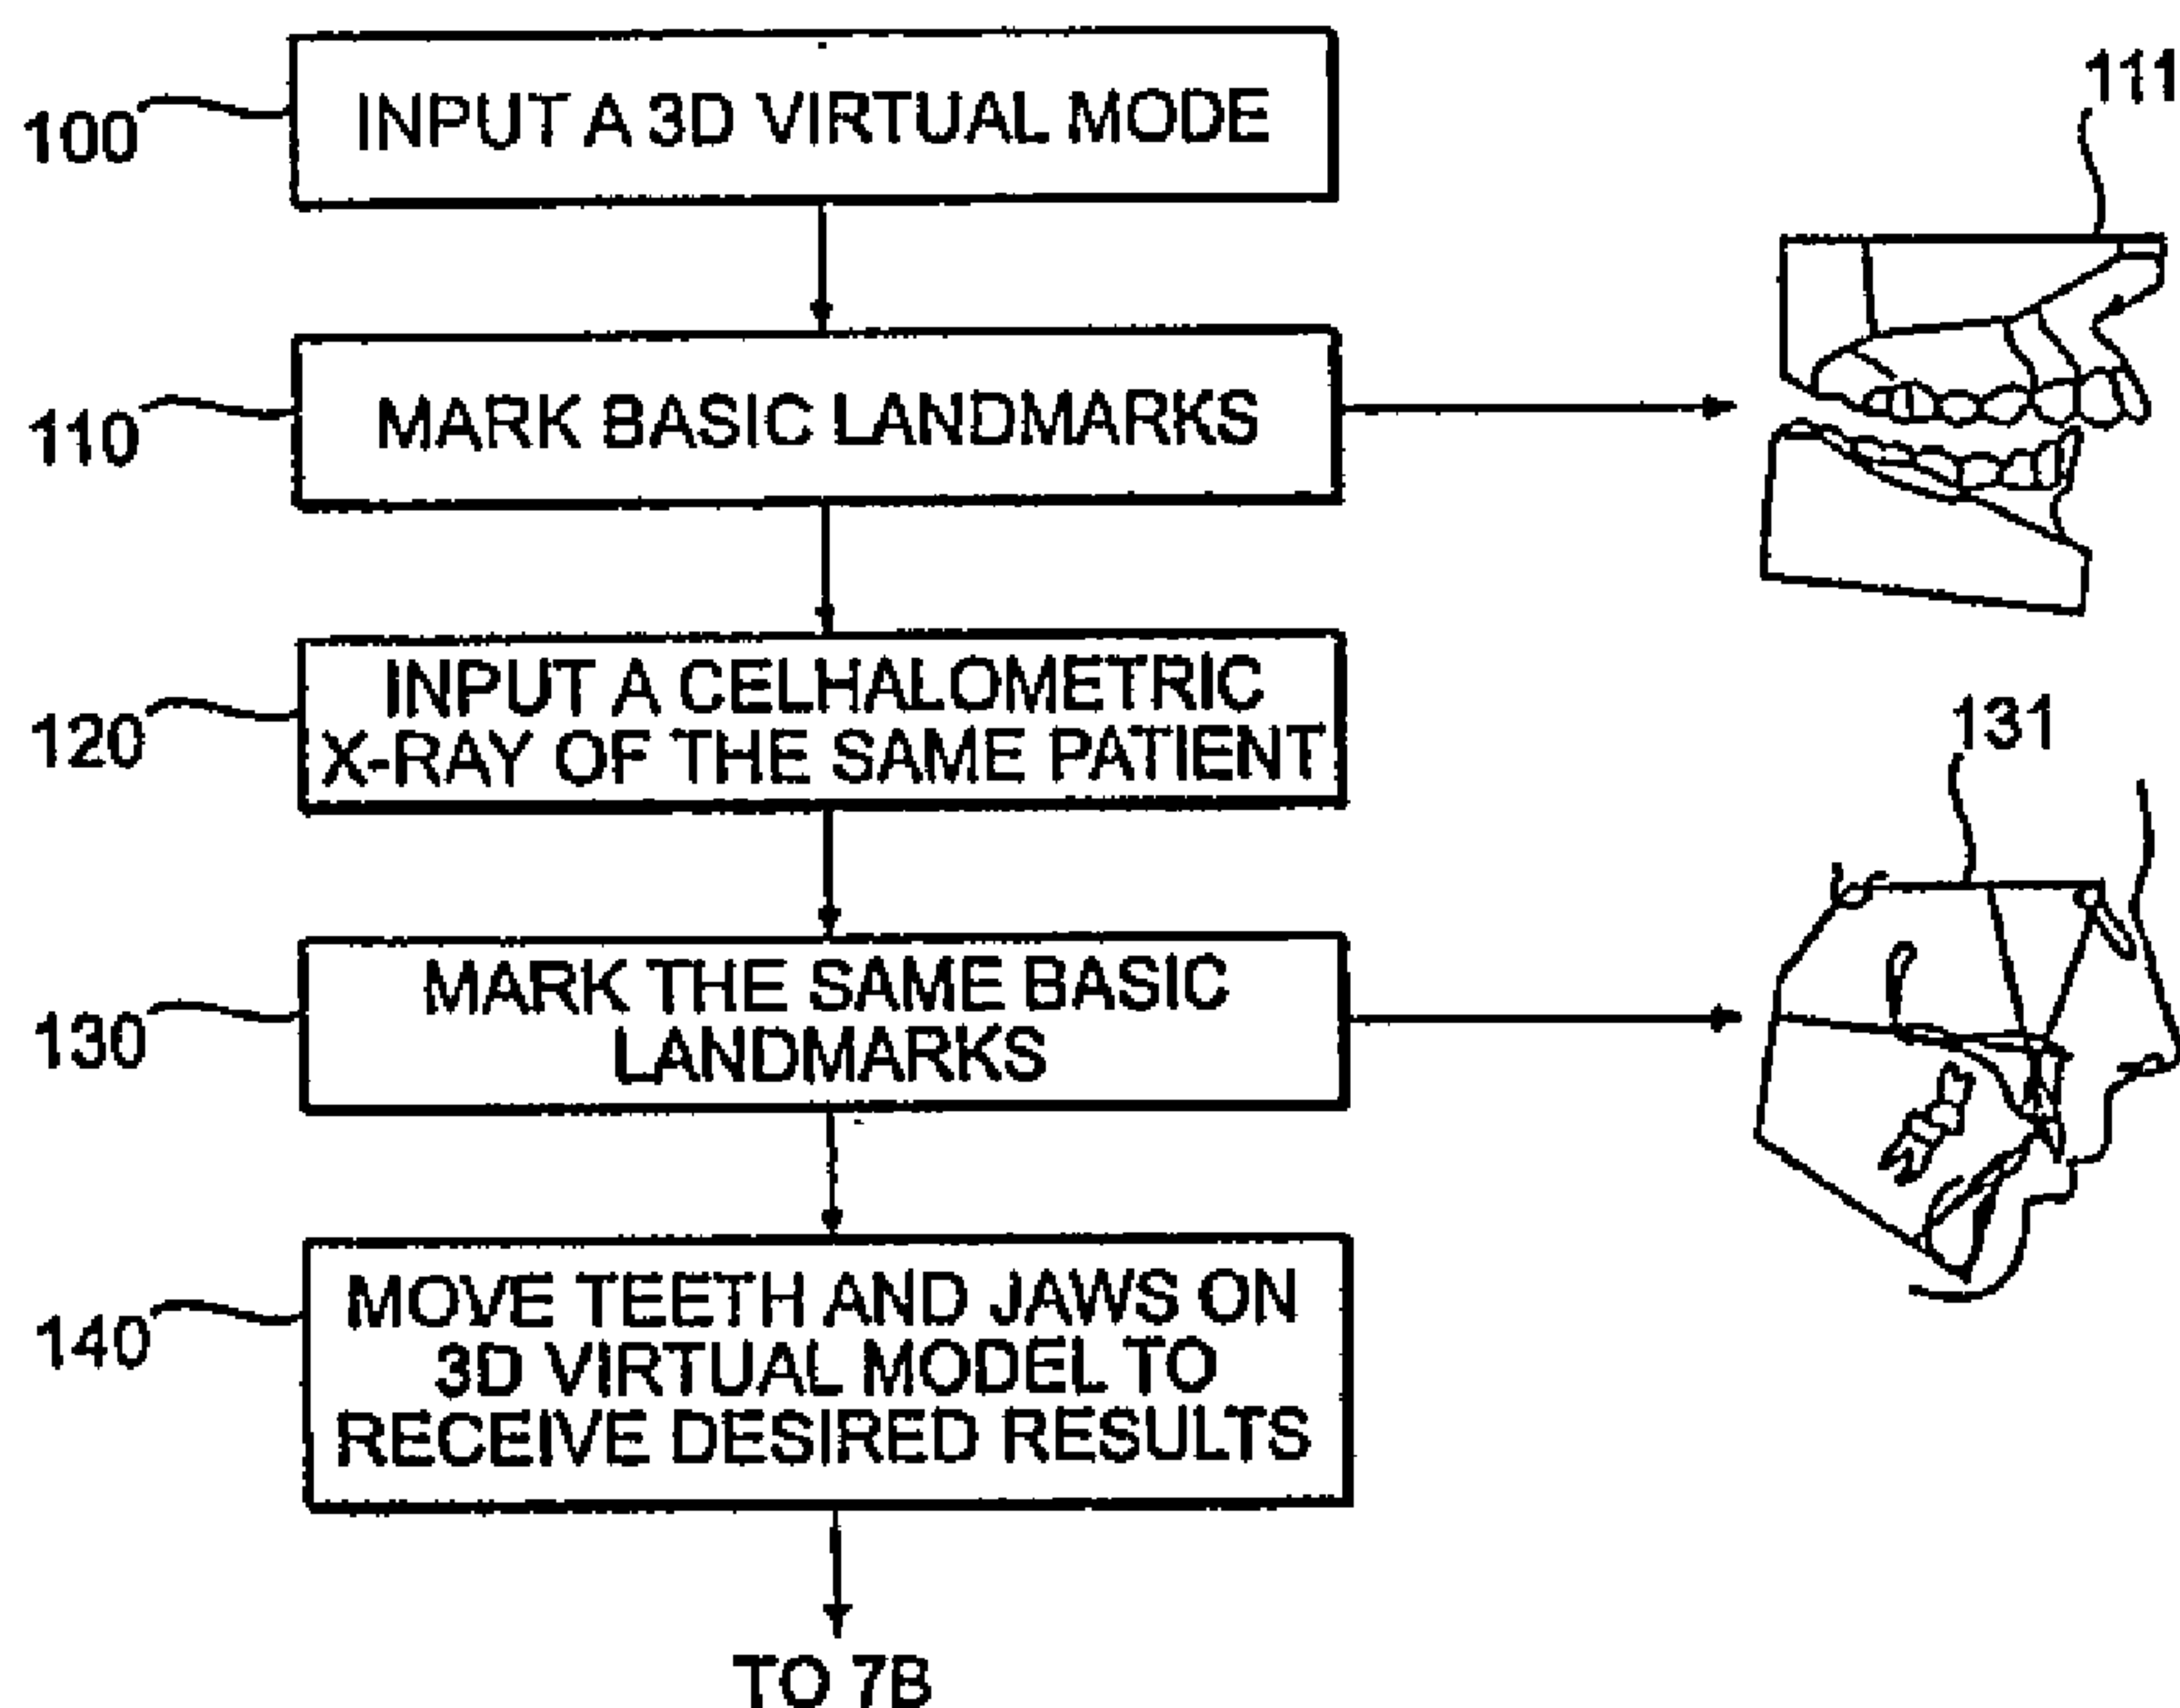 100
INPUT A 3D VIRTUAL MODE
111
110
MARK BASIC LANDMARKS
120
INPUT A CELHALOMETRIC
X-RAY OF THE SAME PATIENT
131
130
MARK THE SAME BASIC
LANDMARKS
140
MOVE TEETH AND JAWS ON
3D VIRTUAL MODEL TO
RECEIVE DESIRED RESULTS
TO 7B